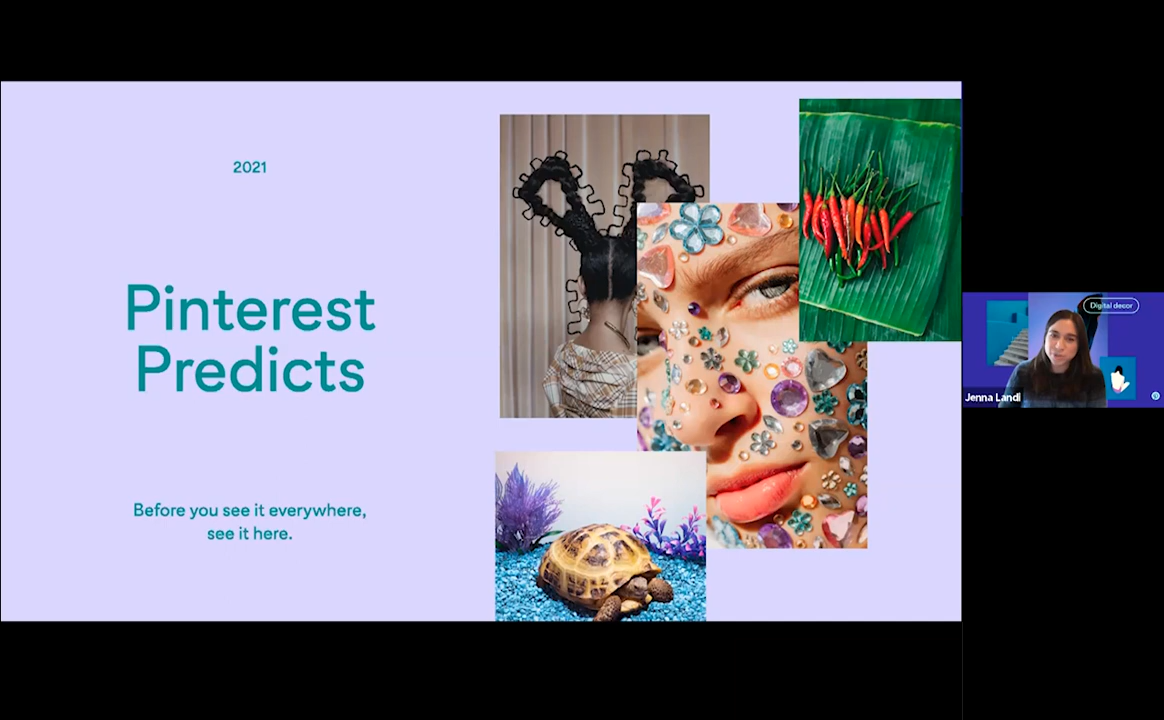 2021
Pinterest
Predicts
Before you see it everywhere,
see it here.
Digital decor
Jenna Landi